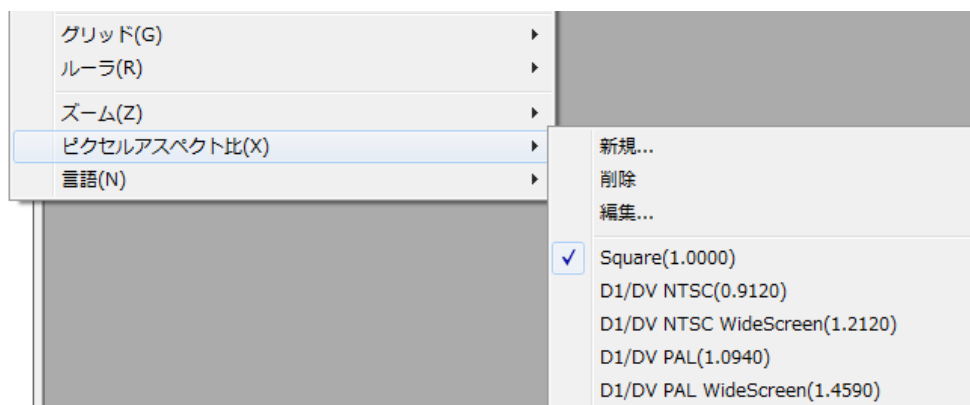 グリッド(G)
ルーラ(R)
ズーム(Z)
ピクセルアスペクト比(X)
言語(N)
新規...
削除
編集...
Square(1.0000)
D1/DV NTSC(0.9120)
D1/DV NTSC WideScreen(1.2120)
D1/DV PAL(1.0940)
D1/DV PAL WideScreen(1.4590)